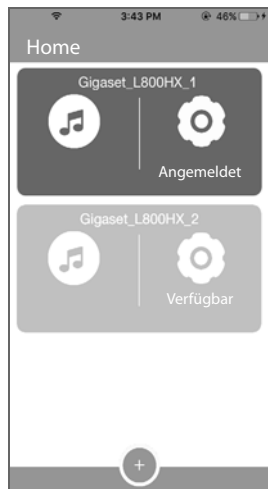 3:43 PM 46%
Home
Gigaset_L800HX_1
Angemeldet
Gigaset_L800HX_2
Verfügbar
+